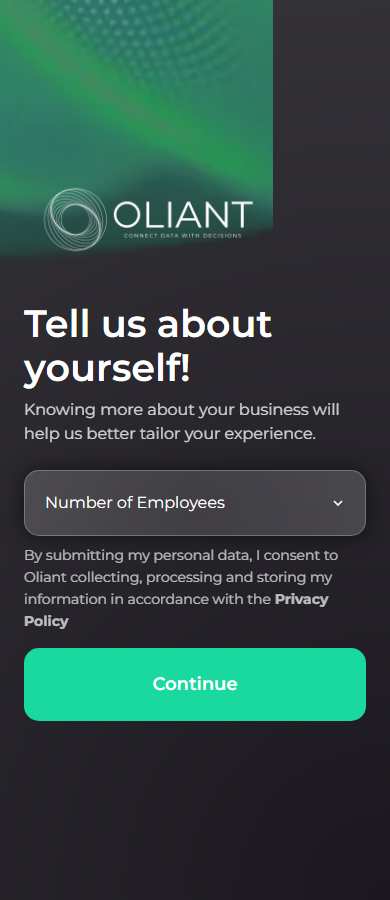 OLIANT
CONNECT DATA WITH DECISIONS
Tell us about
yourself!
Knowing more about your business will
help us better tailor your experience.
Number of Employees
By submitting my personal data, I consent to
Oliant collecting, processing and storing my
information in accordance with the Privacy
Policy
Continue